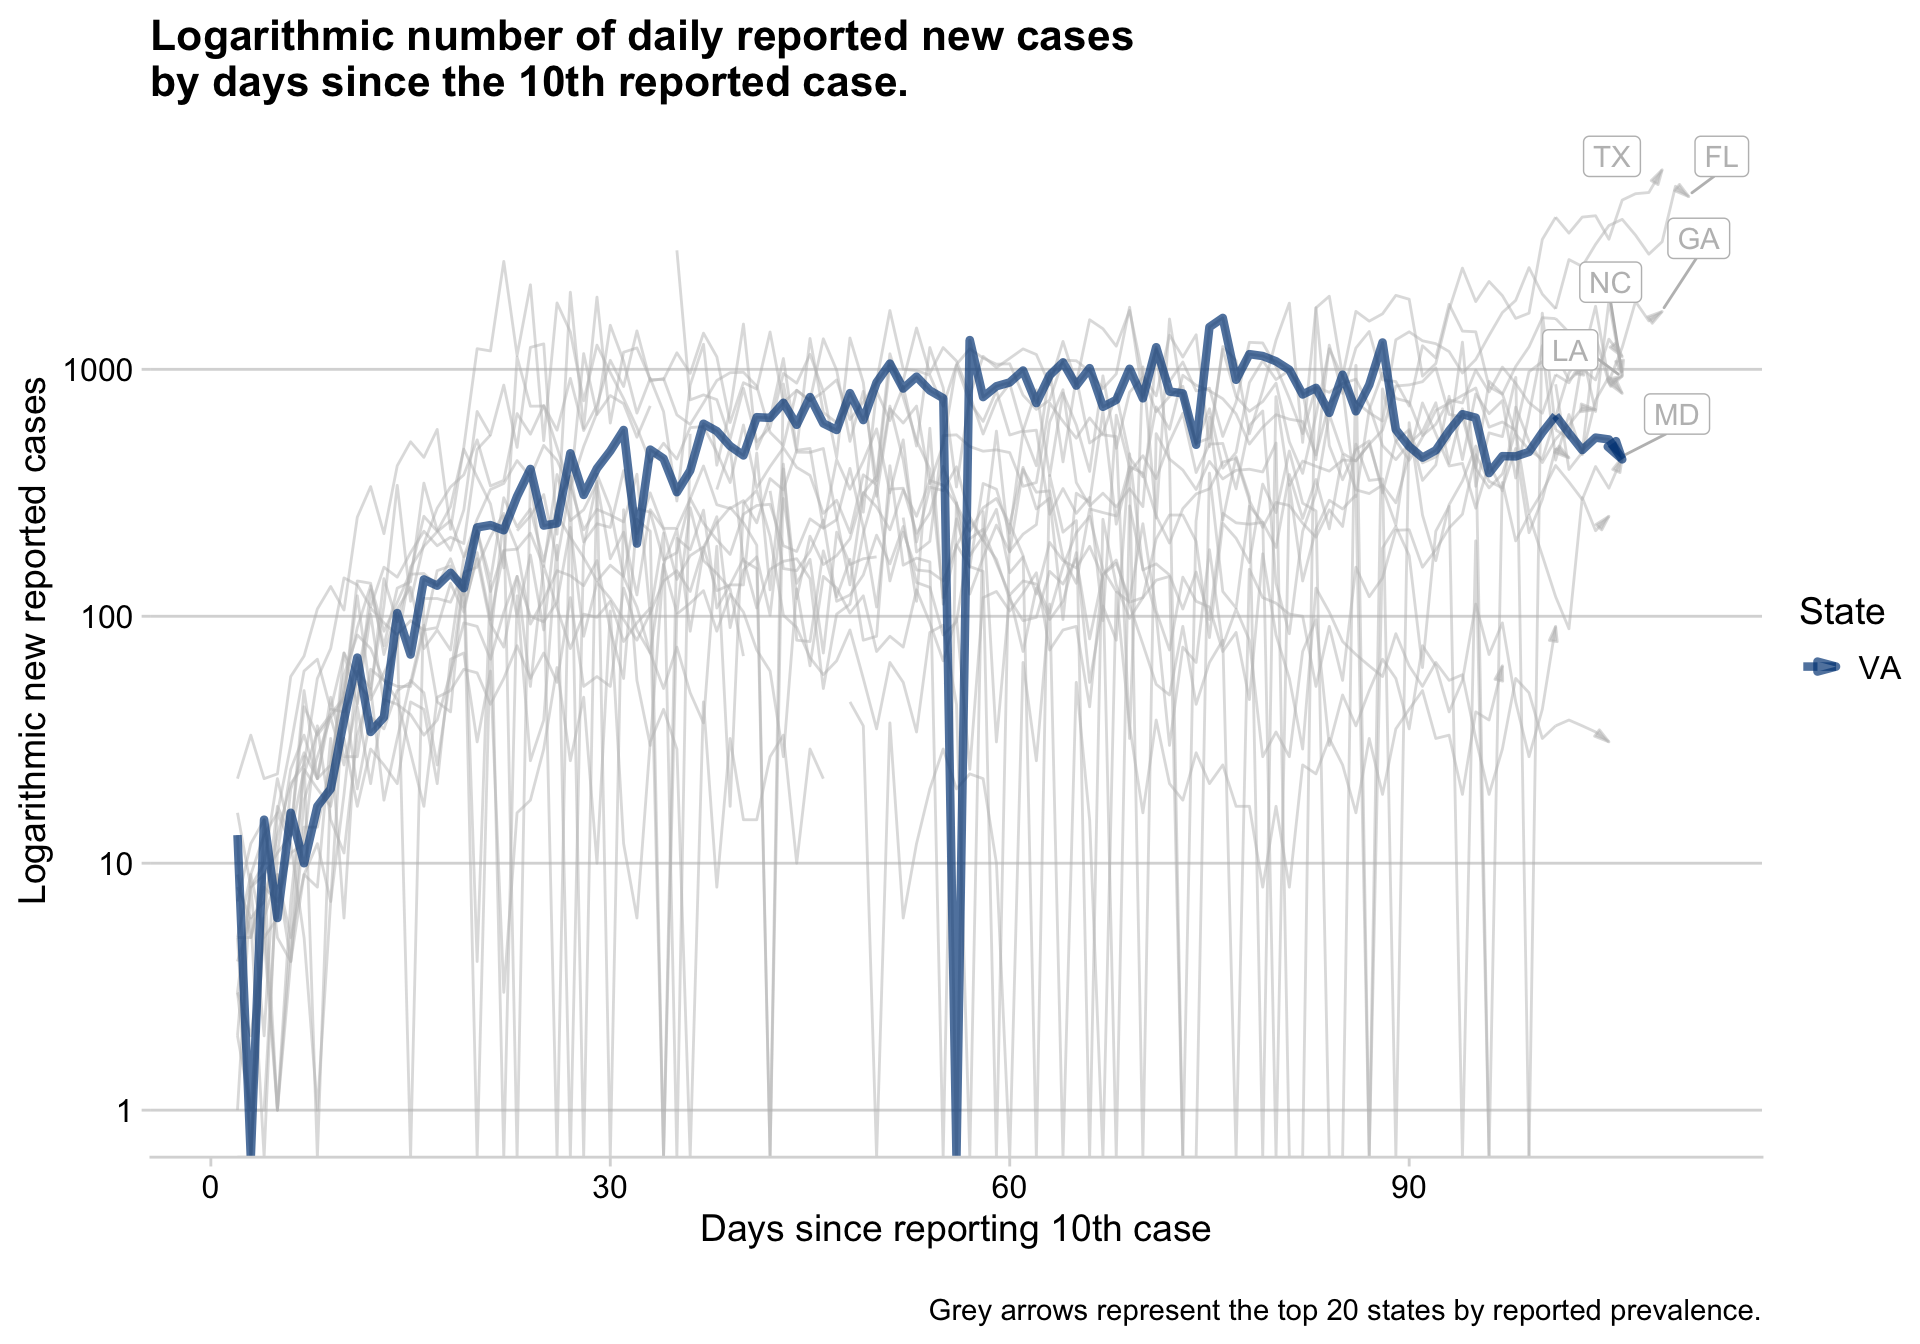 Logarithmic number of daily reported new cases
by days since the 10th reported case.
TX
FL
GA
NC
LA
MD
Logarithmic new reported cases
1000
100
10
1
0
30
60
90
Days since reporting 10th case
State
VA
Grey arrows represent the top 20 states by reported prevalence.